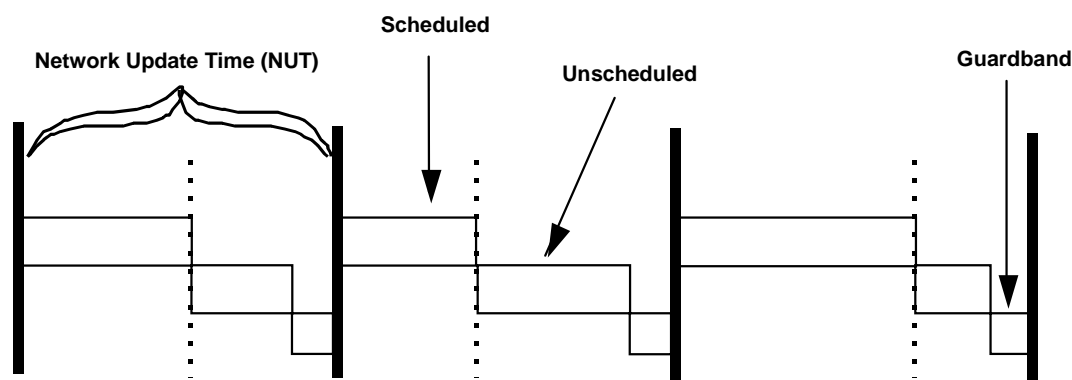 Scheduled
Network Update Time (NUT)
Unscheduled
Guardband